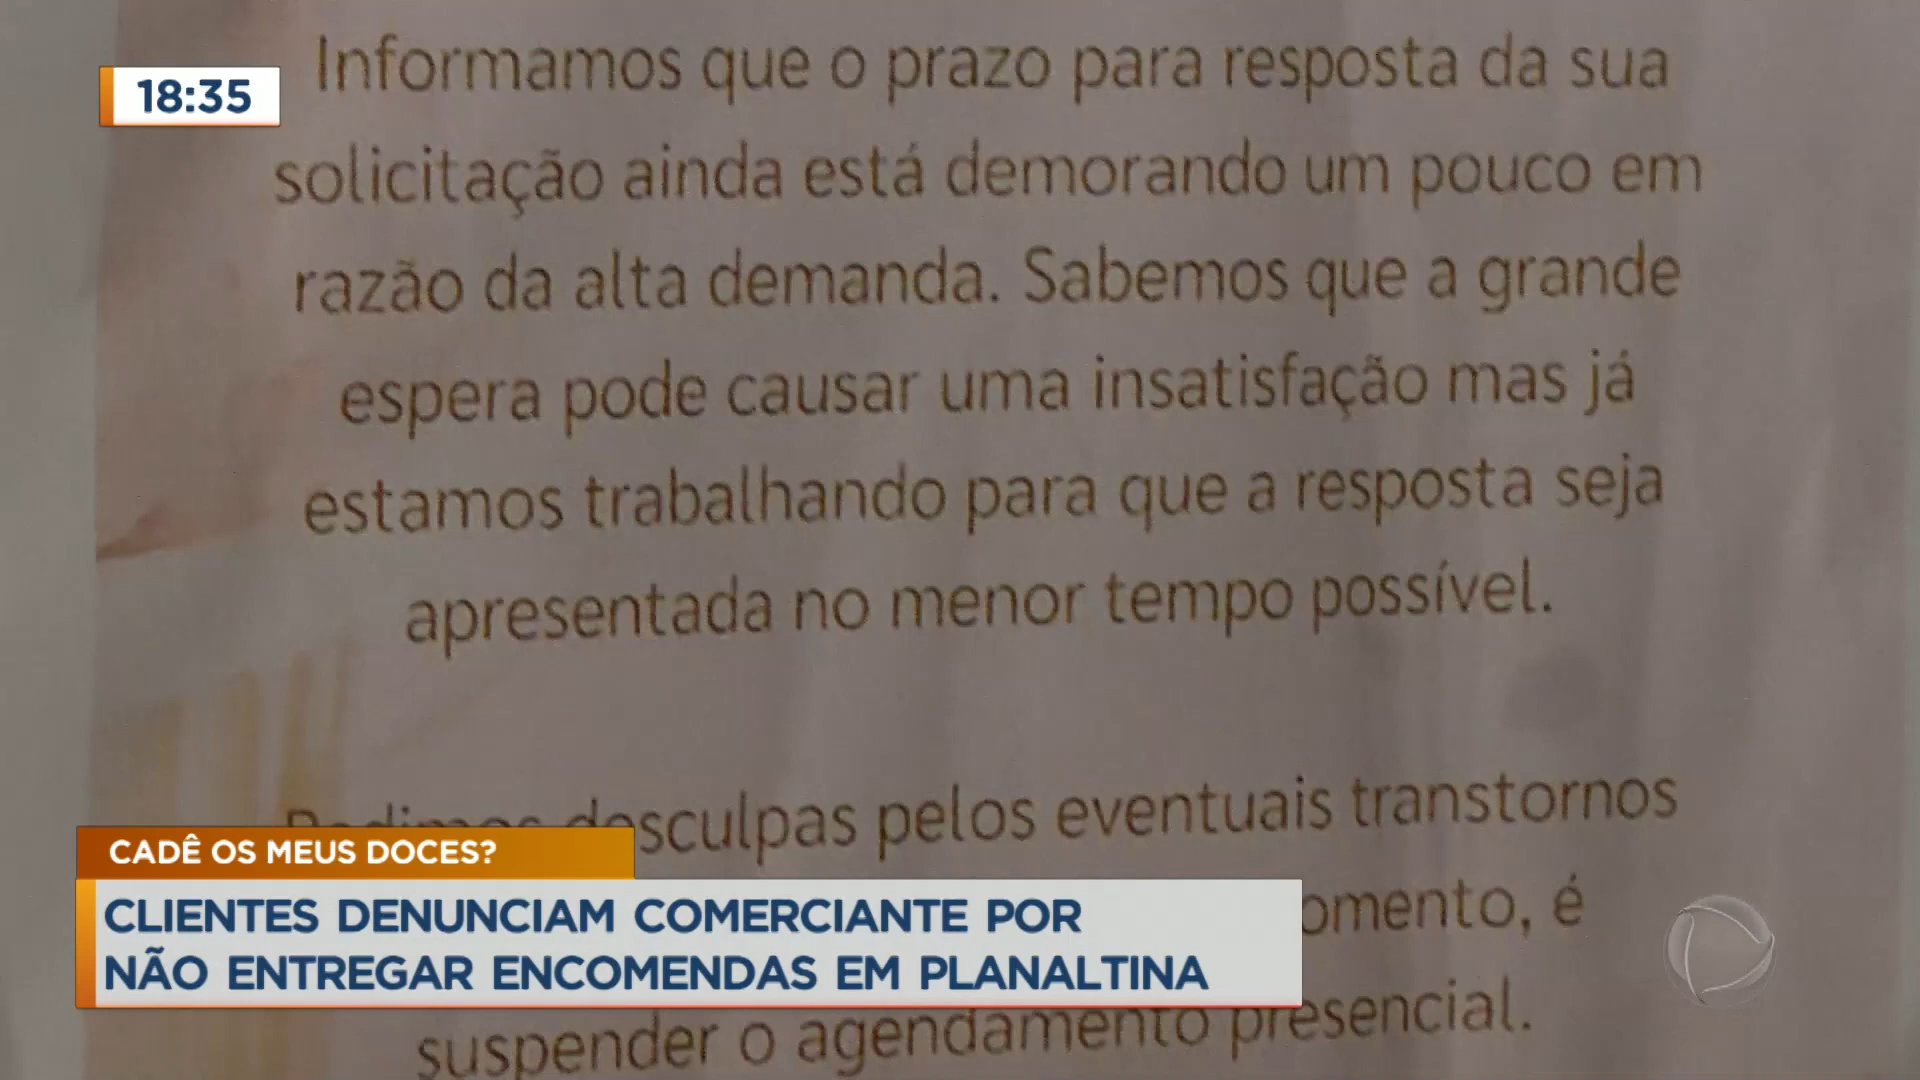 18:35
Informamos que o prazo para resposta da sua
solicitação ainda está demorando um pouco em
razão da alta demanda. Sabemos que a grande
espera pode causar uma insatisfação mas já
estamos trabalhando para que a resposta seja
apresentada no menor tempo possível.
Pedimos desculpas pelos eventuais transtornos
omento, é
suspender o agendamento presencial.
CADÊ OS MEUS DOCES?
CLIENTES DENUNCIAM COMERCIANTE POR
NÃO ENTREGAR ENCOMENDAS EM PLANALTINA